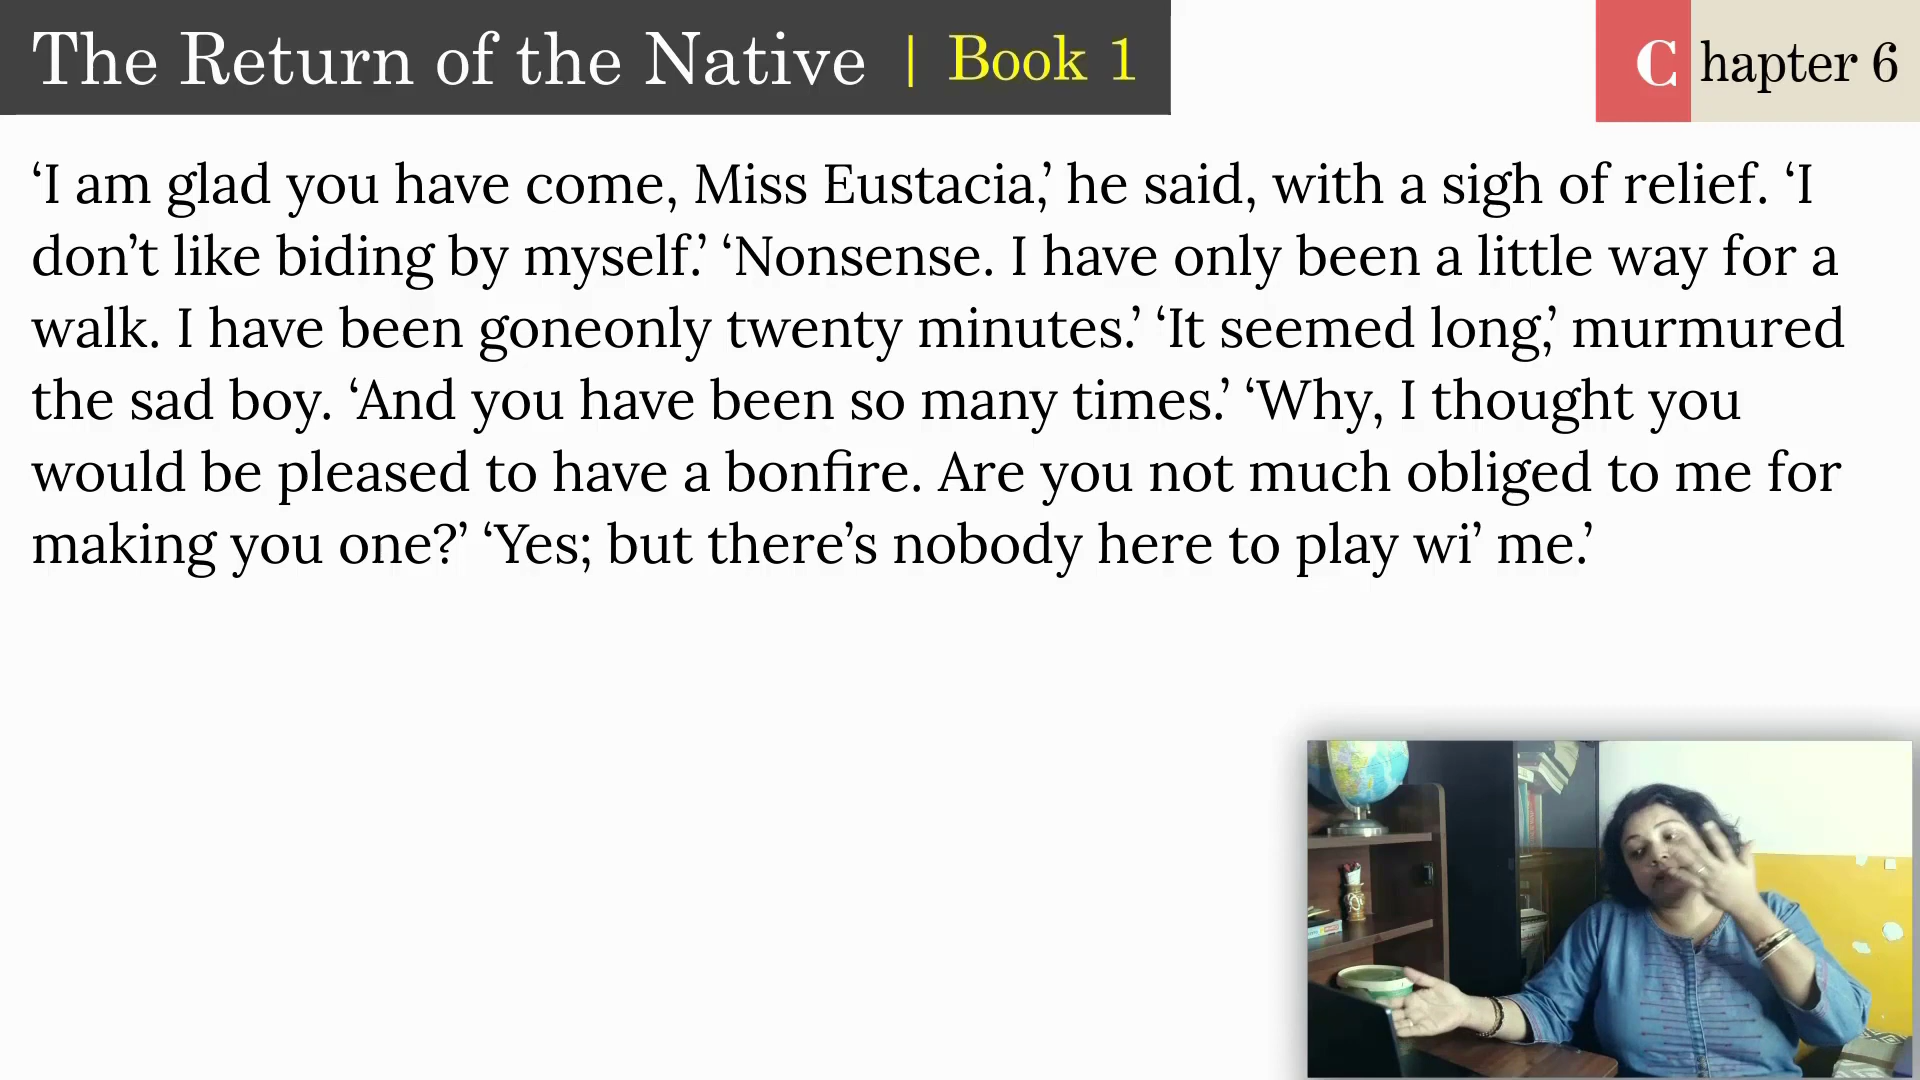 The Return of the Native | Book 1
Chapter 6
‘I am glad you have come, Miss Eustacia,’ he said, with a sigh of relief. ‘I
don’t like biding by myself.’ ‘Nonsense. I have only been a little way for a
walk. I have been goneonly twenty minutes.’ ‘It seemed long,’ murmured
the sad boy. ‘And you have been so many times.’ ‘Why, I thought you
would be pleased to have a bonfire. Are you not much obliged to me for
making you one?’ ‘Yes; but there’s nobody here to play wi’ me.’